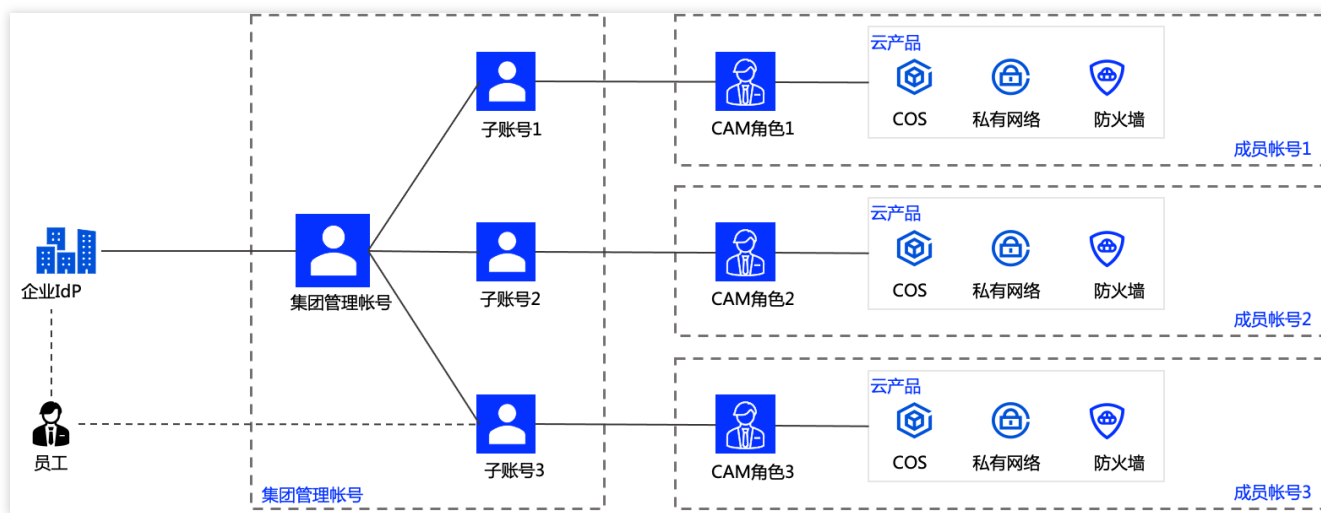 云产品
COS
私有网络
防火墙
子账号1
CAM角色1
成员帐号1
云产品
COS
私有网络
防火墙
企业IdP
集团管理帐号
子账号2
CAM角色2
成员帐号2
云产品
COS
私有网络
防火墙
员工
子账号3
CAM角色3
集团管理帐号
成员帐号3